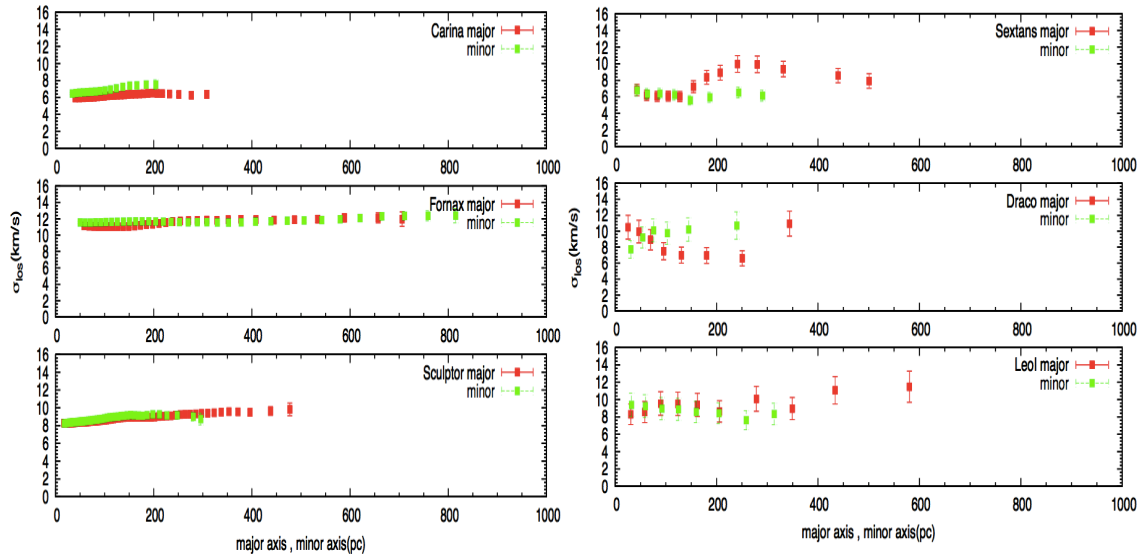 16
14
12
10
8
6
4
2
0
Carina major
minor
0 200 400 600 800 1000
16
14
12
10
8
6
4
2
0
Fornax major
minor
0 200 400 600 800 1000
σlos(km/s)
16
14
12
10
8
6
4
2
0
Sculptor major
minor
0 200 400 600 800 1000
major axis , minor axis(pc)
16
14
12
10
8
6
4
2
0
Sextans major
minor
0 200 400 600 800 1000
16
14
12
10
8
6
4
2
0
Draco major
minor
0 200 400 600 800 1000
σlos(km/s)
16
14
12
10
8
6
4
2
0
LeoI major
minor
0 200 400 600 800 1000
major axis , minor axis(pc)